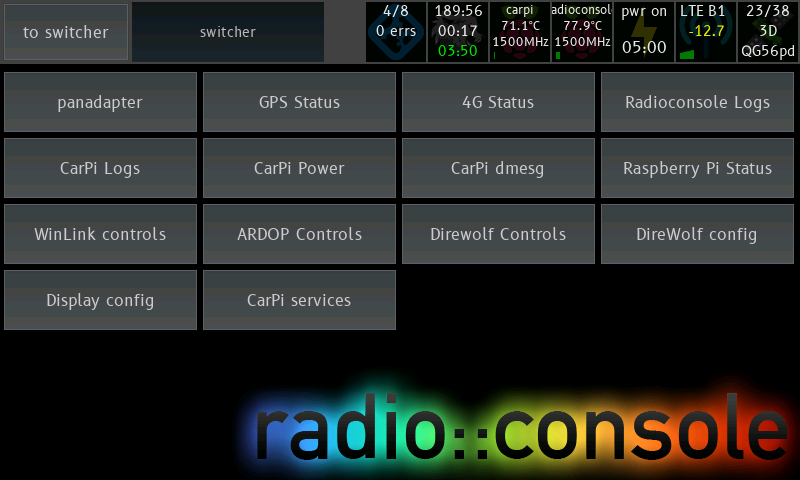 to switcher
switcher
4/8
0 errs
189:56
00:17
03:50
carpi
71.1°C
1500MHz
adioconsol
77.9°C
1500MHz
pwr on
05:00
LTE B1
-12.7
23/38
3D
QG56pd
panadapter
GPS Status
4G Status
Radioconsole Logs
CarPi Logs
CarPi Power
CarPi dmesg
Raspberry Pi Status
WinLink controls
ARDOP Controls
Direwolf Controls
DireWolf config
Display config
CarPi services
radio::console